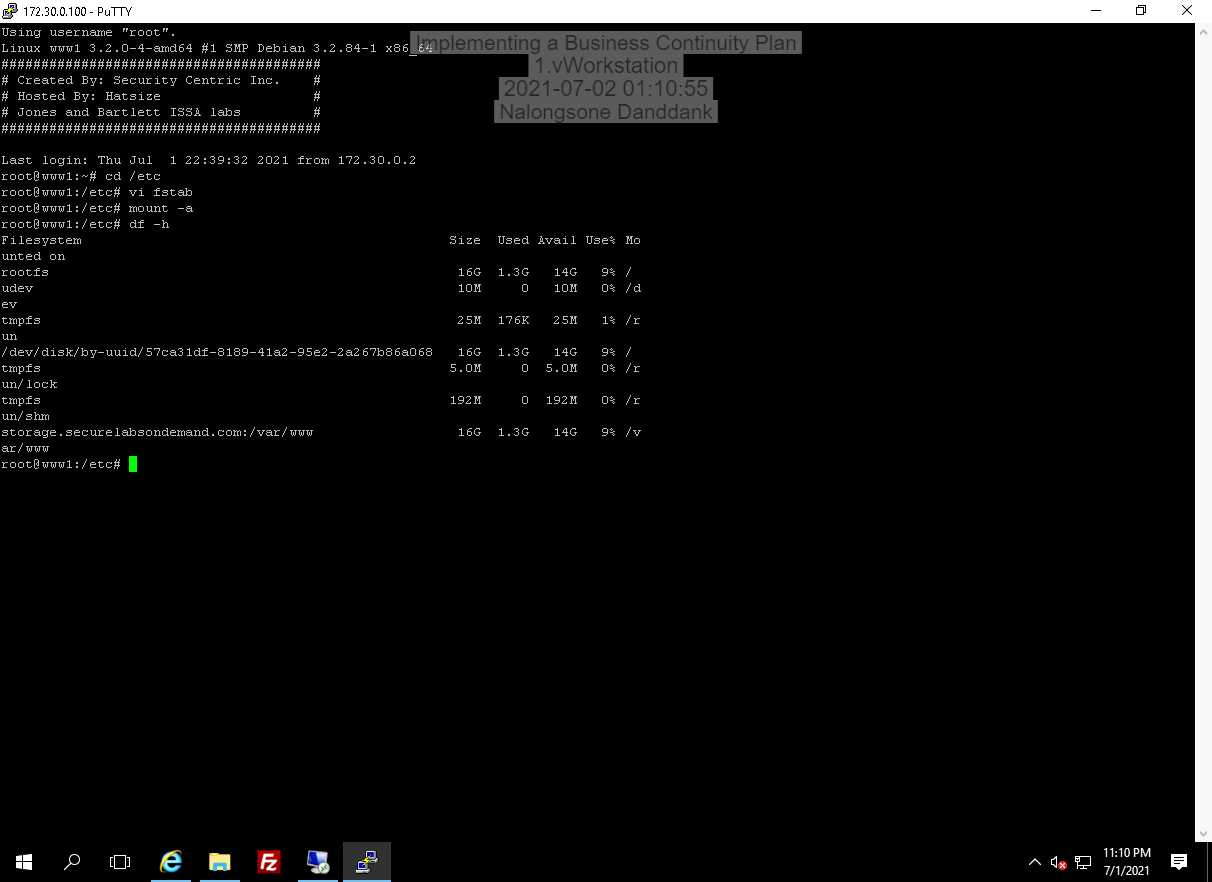 172.30.0.100 - PuTTY
Using username "root".
Linux www1 3.2.0-4-amd64 #1 SMP Debian 3.2.84-1 x86_64
########################################
# Created By: Security Centric Inc.    #
# Hosted By: Hatsize                   #
# Jones and Bartlett ISSA labs         #
########################################
Implementing a Business Continuity Plan
1.vWorkstation
2021-07-02 01:10:55
Nalongsone Danddank
Last login: Thu Jul  1 22:39:32 2021 from 172.30.0.2
root@www1:~# cd /etc
root@www1:/etc# vi fstab
root@www1:/etc# mount -a
root@www1:/etc# df -h
Filesystem                                              Size  Used Avail Use% Mo
unted on
rootfs                                                   16G  1.3G   14G   9% /
udev                                                     10M     0   10M   0% /d
ev
tmpfs                                                    25M  176K   25M   1% /r
un
/dev/disk/by-uuid/57ca31df-8189-41a2-95e2-2a267b86a068   16G  1.3G   14G   9% /
tmpfs                                                   5.0M     0  5.0M   0% /r
un/lock
tmpfs                                                   192M     0  192M   0% /r
un/shm
storage.securelabsondemand.com:/var/www                  16G  1.3G   14G   9% /v
ar/www
root@www1:/etc#
11:10 PM
7/1/2021